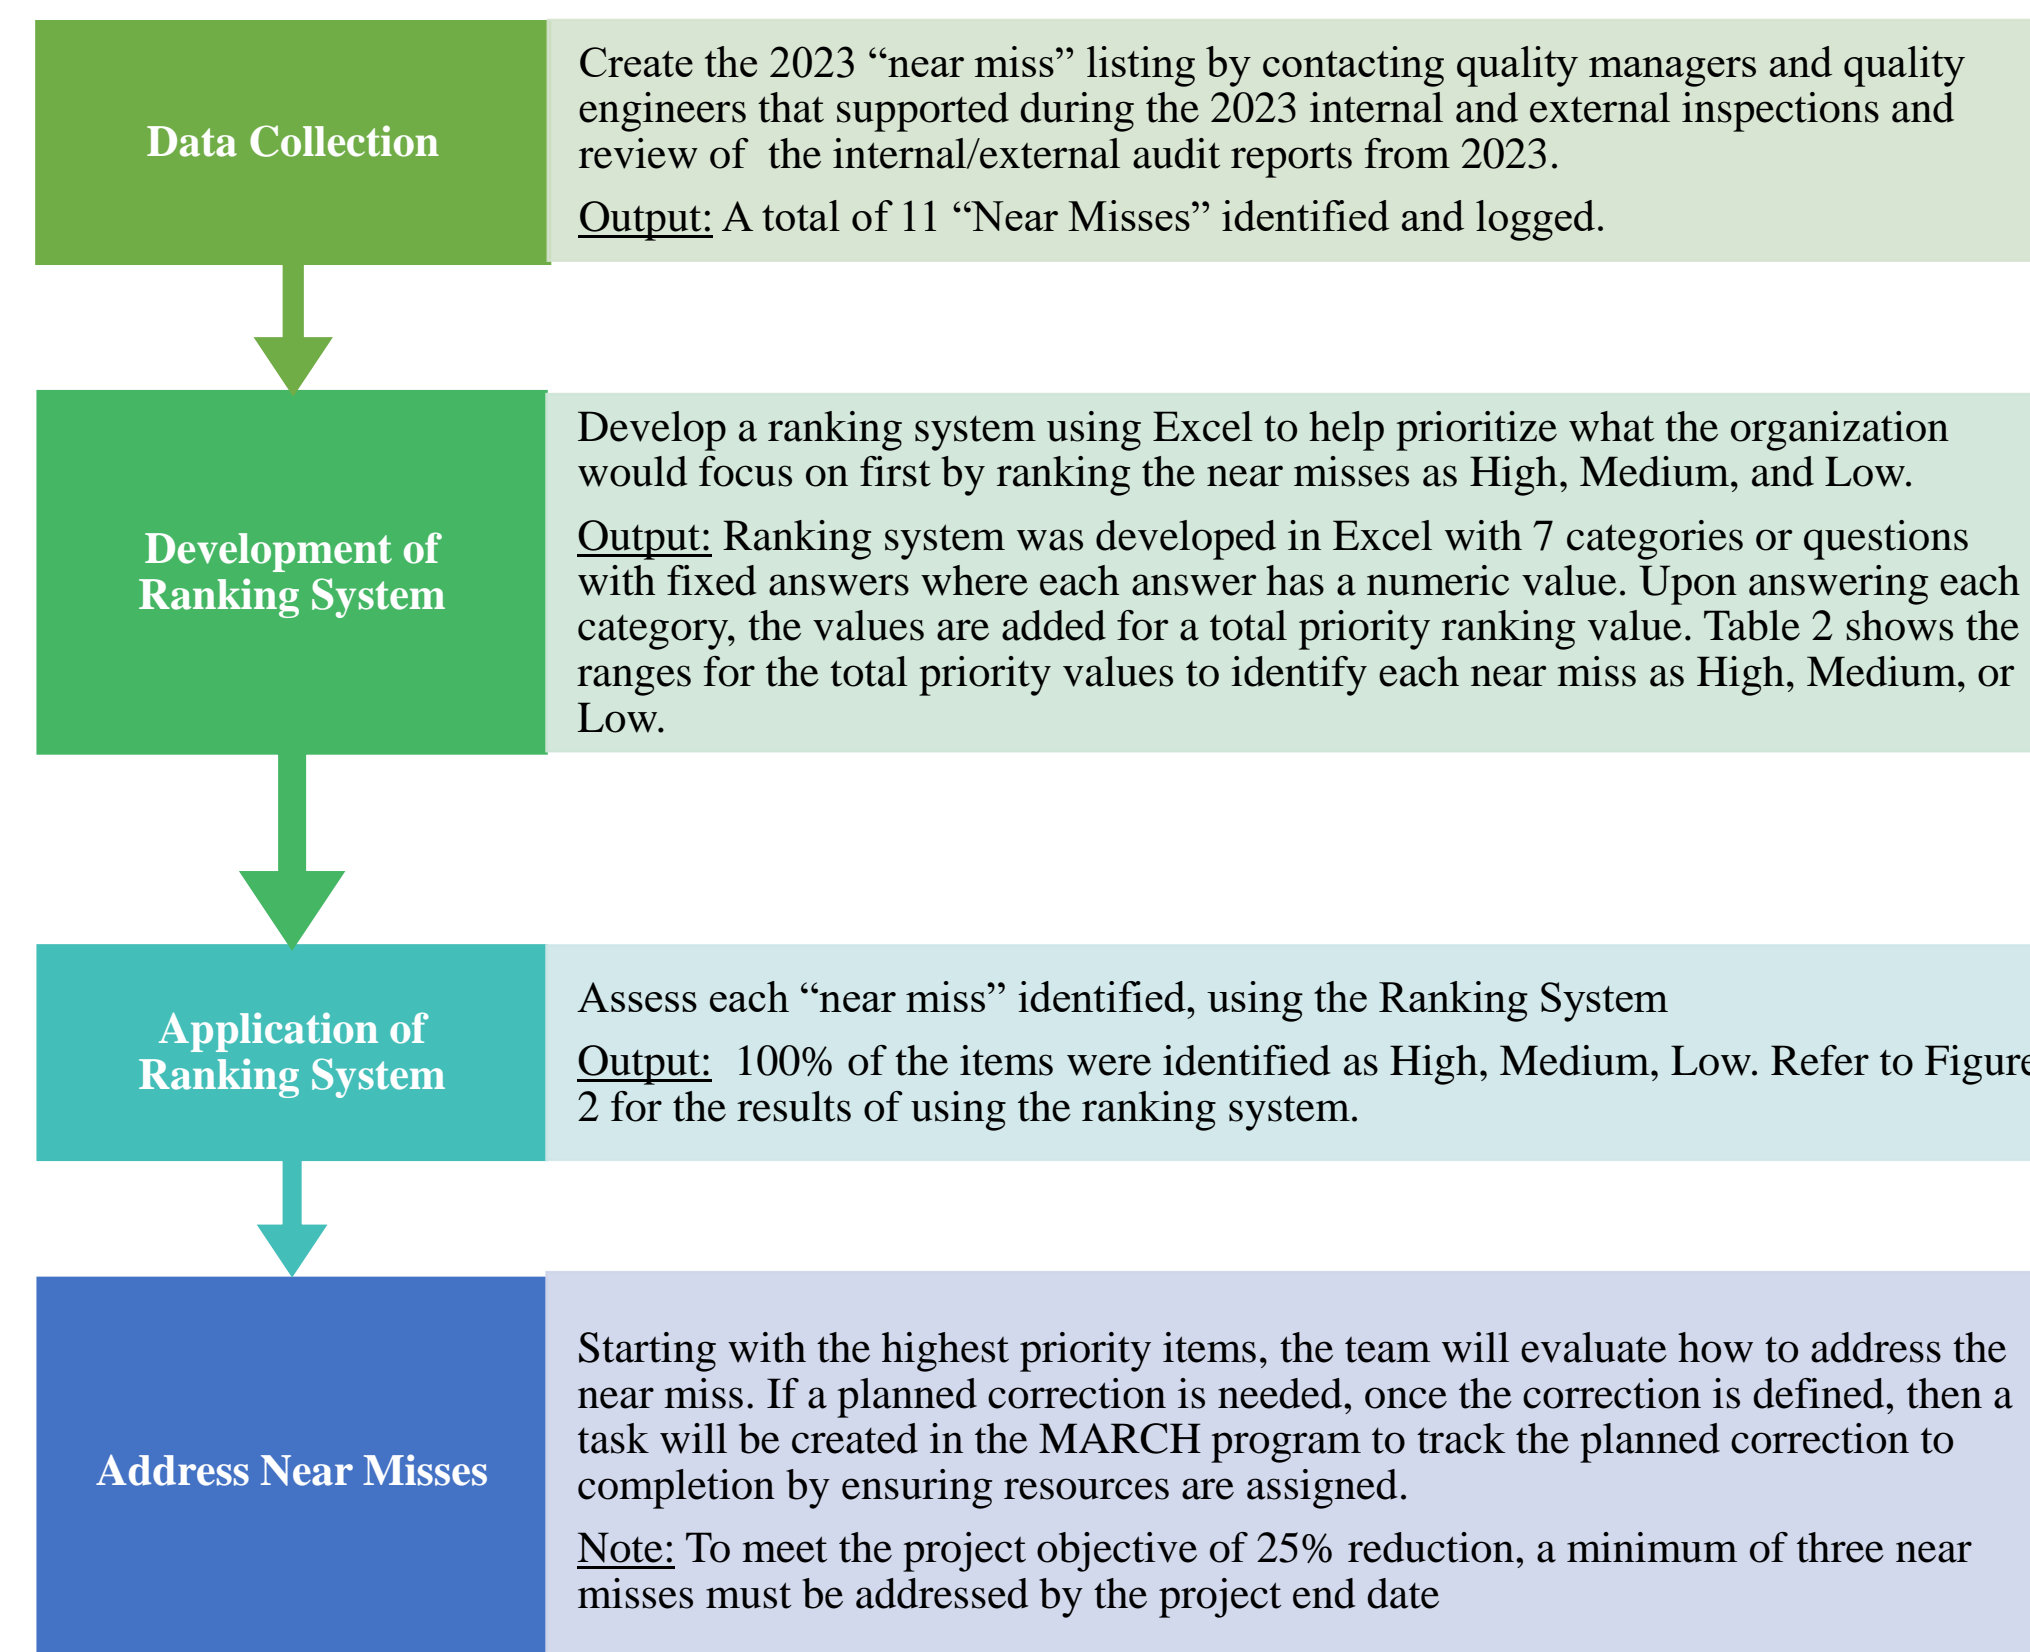 Data Collection
Create the 2023 “near miss” listing by contacting quality managers and quality
engineers that supported during the 2023 internal and external inspections and
review of  the internal/external audit reports from 2023.
Output: A total of 11 “Near Misses” identified and logged.
Development of
Ranking System
Develop a ranking system using Excel to help prioritize what the organization
would focus on first by ranking the near misses as High, Medium, and Low.
Output: Ranking system was developed in Excel with 7 categories or questions
with fixed answers where each answer has a numeric value. Upon answering each
category, the values are added for a total priority ranking value. Table 2 shows the
ranges for the total priority values to identify each near miss as High, Medium, or
Low.
Application of
Ranking System
Assess each “near miss” identified, using the Ranking System
Output:  100% of the items were identified as High, Medium, Low. Refer to Figure
2 for the results of using the ranking system.
Address Near Misses
Starting with the highest priority items, the team will evaluate how to address the
near miss. If a planned correction is needed, once the correction is defined, then a
task will be created in the MARCH program to track the planned correction to
completion by ensuring resources are assigned.
Note: To meet the project objective of 25% reduction, a minimum of three near
misses must be addressed by the project end date